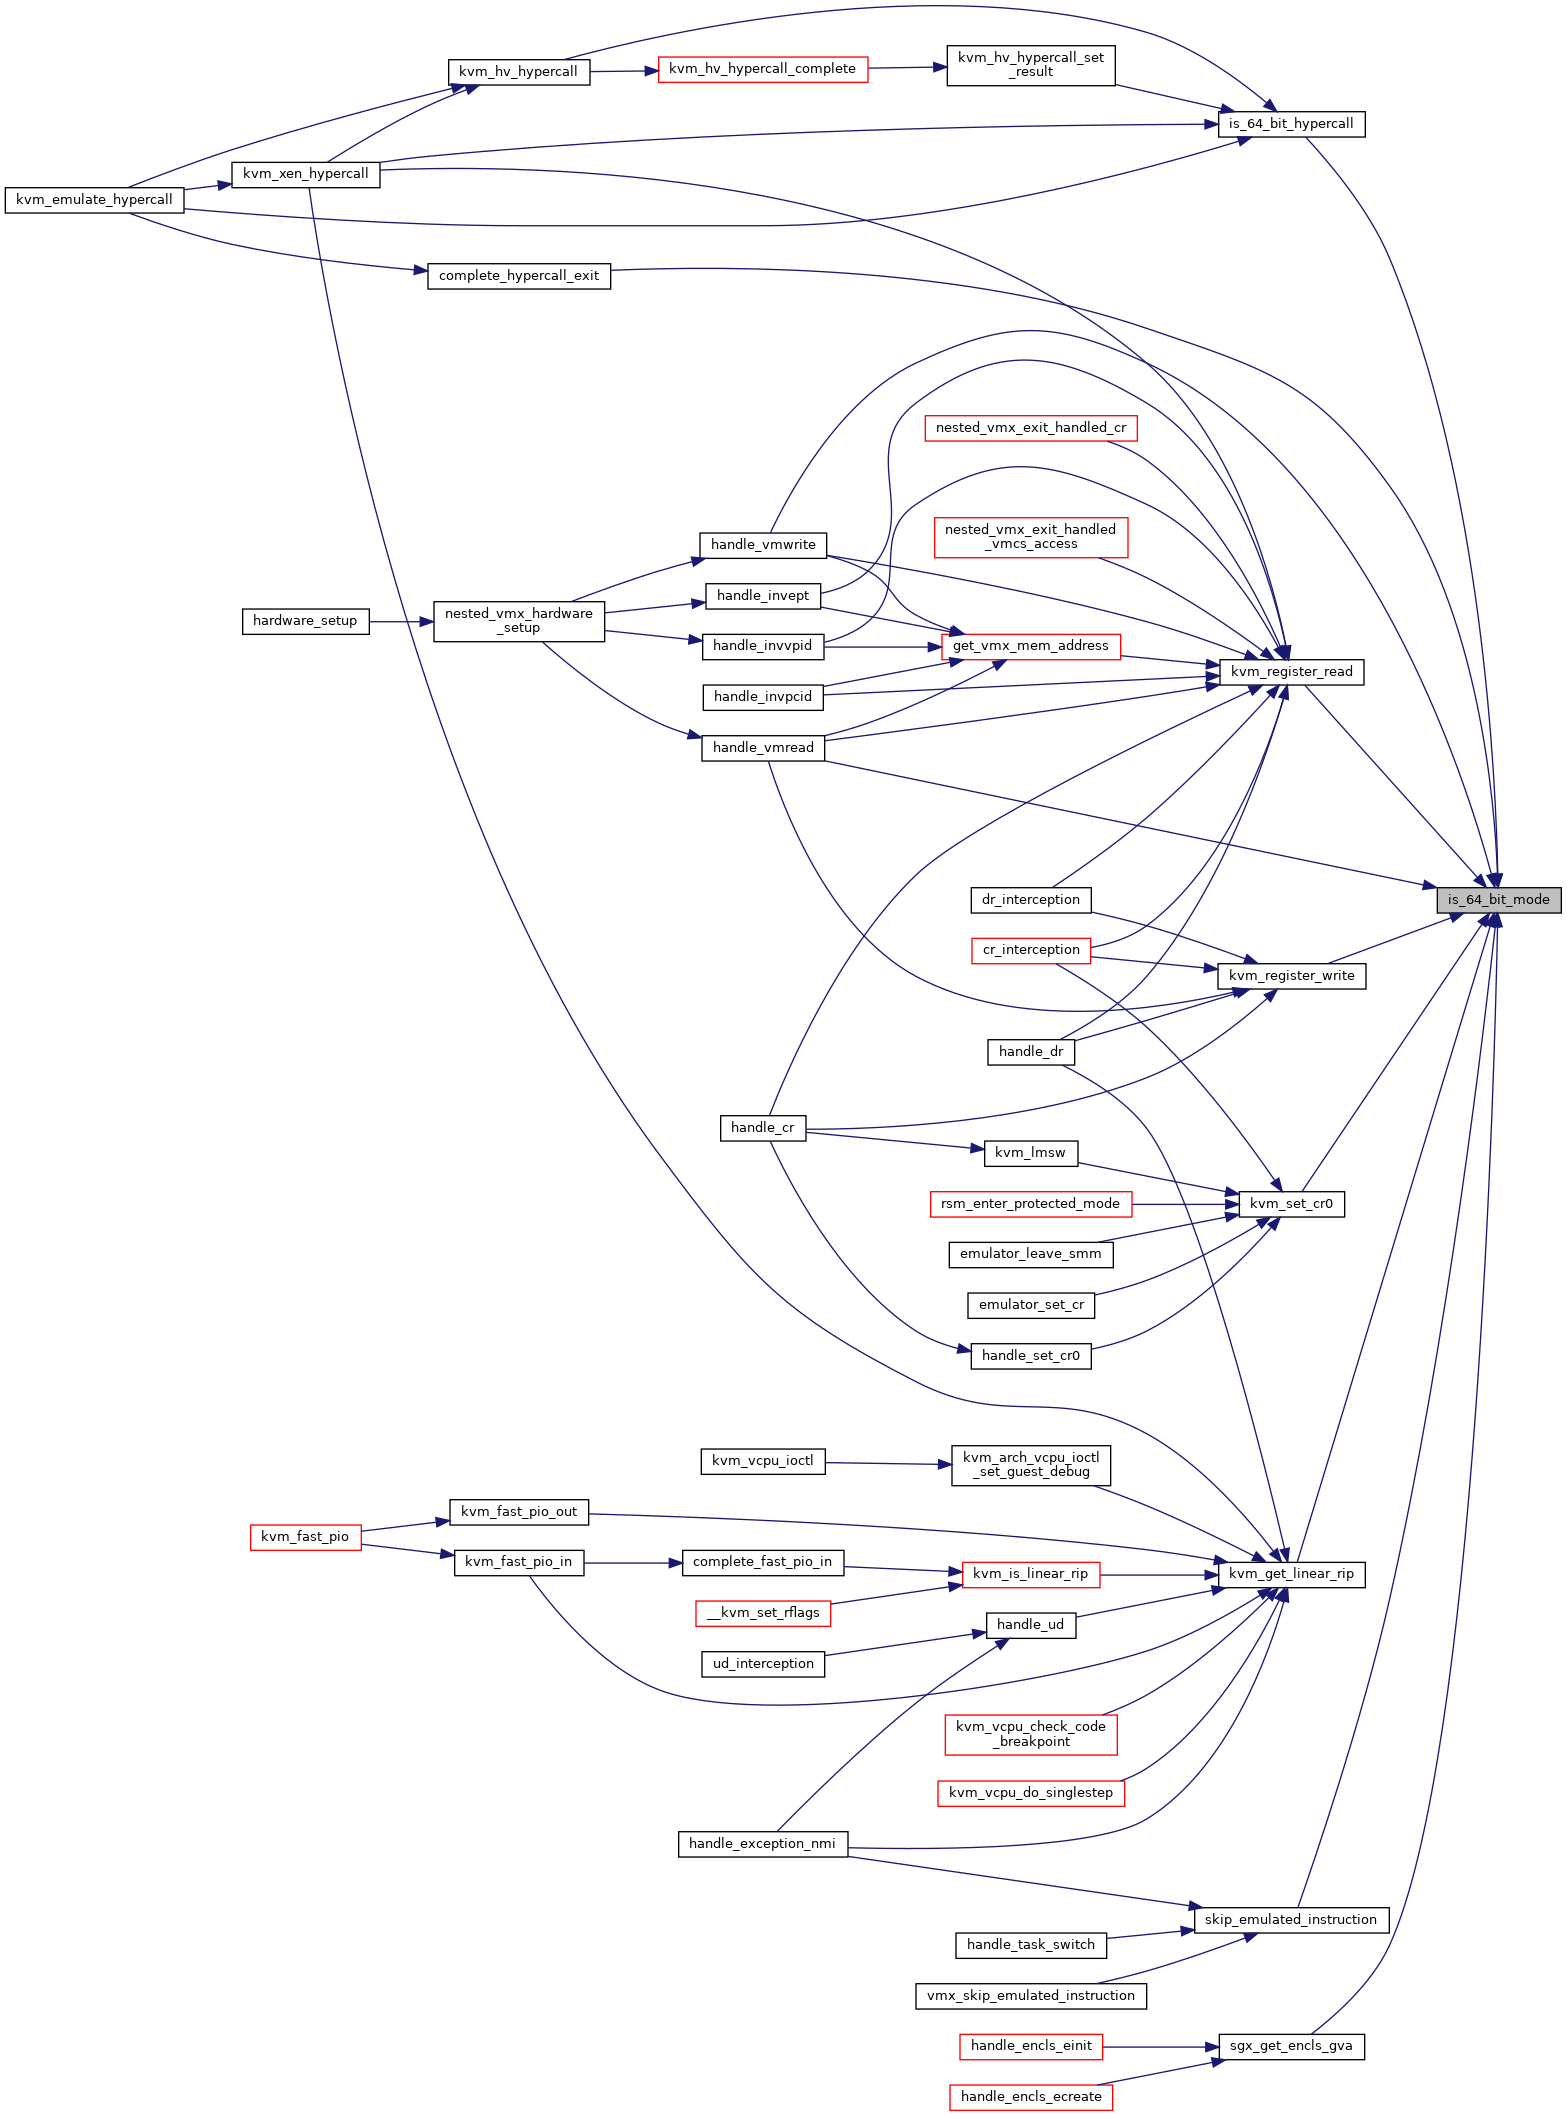 kvm_hv_hypercall
kvm_hv_hypercall_complete
kvm_hv_hypercall_set
_result
is_64_bit_hypercall
kvm_xen_hypercall
kvm_emulate_hypercall
complete_hypercall_exit
nested_vmx_exit_handled_cr
nested_vmx_exit_handled
_vmcs_access
handle_vmwrite
handle_invept
hardware_setup
nested_vmx_hardware
_setup
handle_invvpid
get_vmx_mem_address
kvm_register_read
handle_invpcid
handle_vmread
dr_interception
is_64_bit_mode
cr_interception
kvm_register_write
handle_dr
handle_cr
kvm_lmsw
rsm_enter_protected_mode
kvm_set_cr0
emulator_leave_smm
emulator_set_cr
handle_set_cr0
kvm_vcpu_ioctl
kvm_arch_vcpu_ioctl
_set_guest_debug
kvm_fast_pio_out
kvm_fast_pio
kvm_fast_pio_in
complete_fast_pio_in
kvm_is_linear_rip
kvm_get_linear_rip
__kvm_set_rflags
handle_ud
ud_interception
kvm_vcpu_check_code
_breakpoint
kvm_vcpu_do_singlestep
handle_exception_nmi
skip_emulated_instruction
handle_task_switch
vmx_skip_emulated_instruction
handle_encls_einit
sgx_get_encls_gva
handle_encls_ecreate